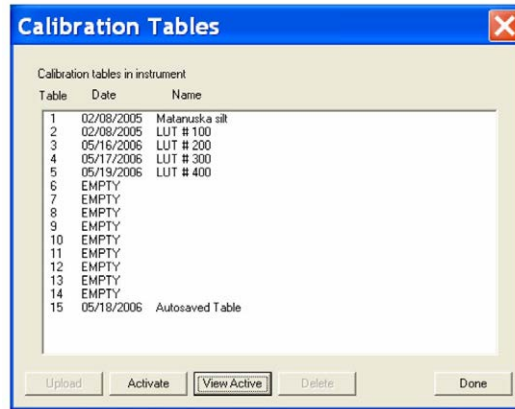 Calibration Tables
Calibration tables in instrument
Table Date Name
1 02/08/2005 Matanuska silt
2 02/08/2005 LUT # 100
3 05/16/2006 LUT # 200
4 05/17/2006 LUT # 300
5 05/19/2006 LUT # 400
6 EMPTY
7 EMPTY
8 EMPTY
9 EMPTY
10 EMPTY
11 EMPTY
12 EMPTY
13 EMPTY
14 EMPTY
15 05/18/2006 Autosaved Table
Upload Activate View Active Delete Done